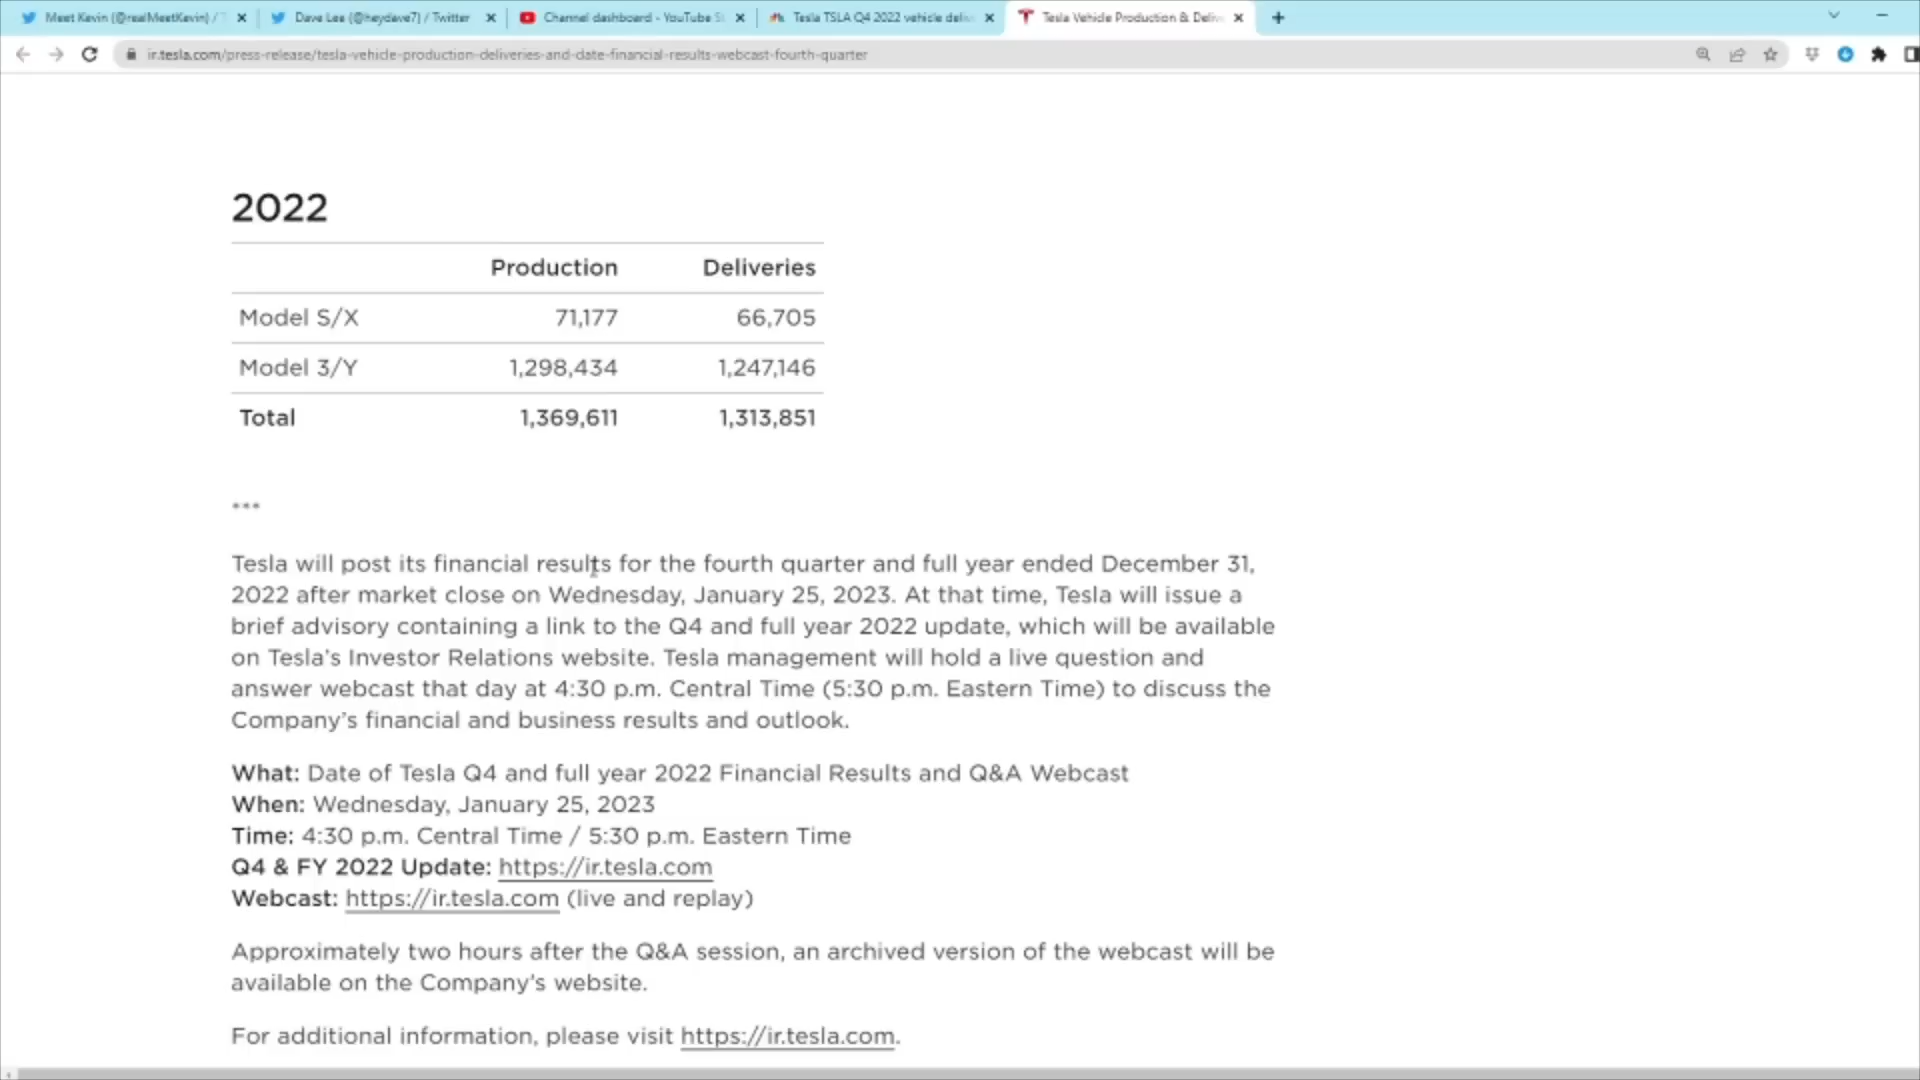 Meet Kevin (@realMeetKevin) /
Dave Lee (@heydave7) / Twitter
Channel dashboard - YouTube
Tesla TSLA Q4 2022 vehicle
Tesla Vehicle Production &
ir.tesla.com/press-release/tesla-vehicle-production-deliveries-and-date-financial-results-webcast-fourth-quarter
2022
Production Deliveries
Model S/X 71,177 66,705
Model 3/Y 1,298,434 1,247,146
Total 1,369,611 1,313,851
***
Tesla will post its financial results for the fourth quarter and full year ended December 31,
2022 after market close on Wednesday, January 25, 2023. At that time, Tesla will issue a
brief advisory containing a link to the Q4 and full year 2022 update, which will be available
on Tesla's Investor Relations website. Tesla management will hold a live question and
answer webcast that day at 4:30 p.m. Central Time (5:30 p.m. Eastern Time) to discuss the
Company's financial and business results and outlook.
What: Date of Tesla Q4 and full year 2022 Financial Results and Q&A Webcast
When: Wednesday, January 25, 2023
Time: 4:30 p.m. Central Time / 5:30 p.m. Eastern Time
Q4 & FY 2022 Update: https://ir.tesla.com
Webcast: https://ir.tesla.com (live and replay)
Approximately two hours after the Q&A session, an archived version of the webcast will be
available on the Company's website.
For additional information, please visit https://ir.tesla.com.